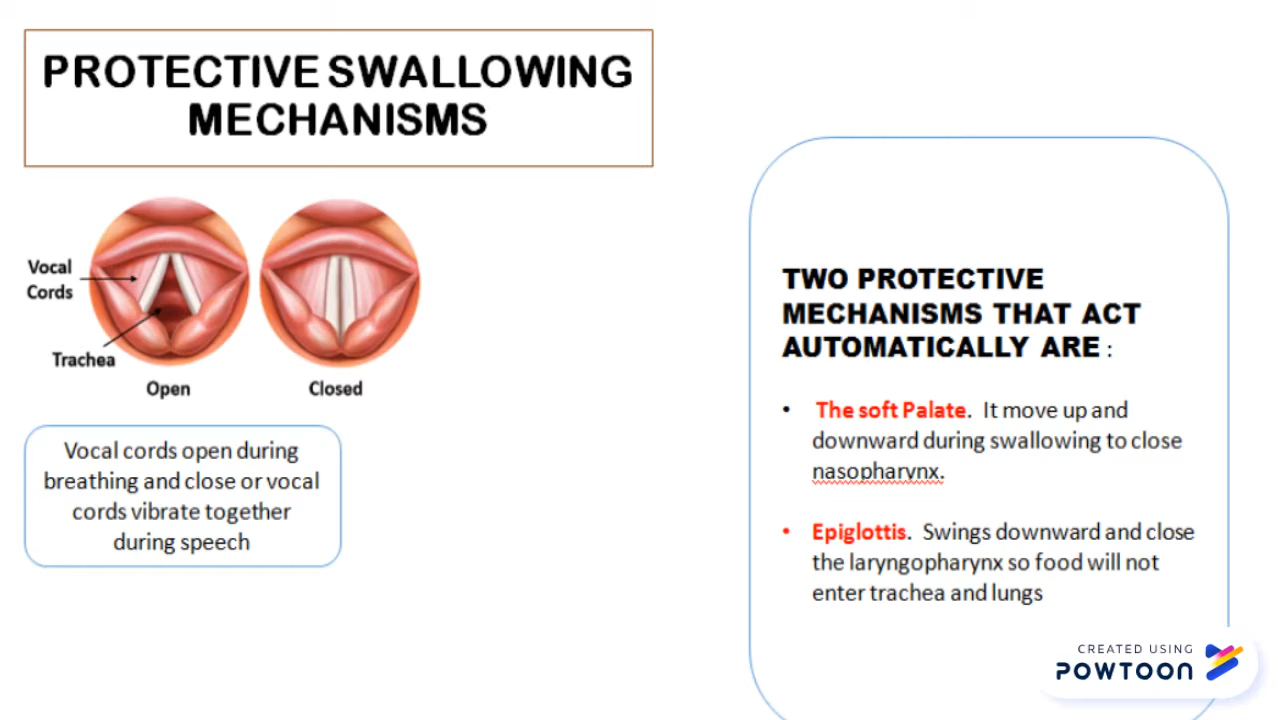 PROTECTIVE SWALLOWING
MECHANISMS
Vocal
Cords
Trachea
Open
Closed
Vocal cords open during
breathing and close or vocal
cords vibrate together
during speech
TWO PROTECTIVE
MECHANISMS THAT ACT
AUTOMATICALLY ARE :
• The soft Palate. It move up and
downward during swallowing to close
nasopharynx.
• Epiglottis. Swings downward and close
the laryngopharynx so food will not
enter trachea and lungs
CREATED USING
POWTOON